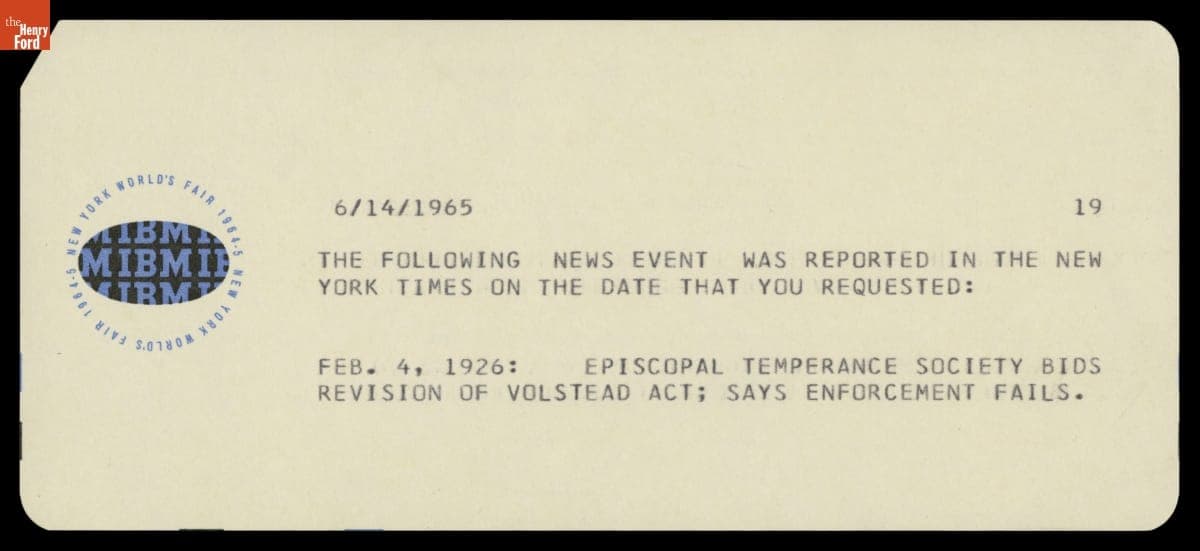 the
Henry
Ford
NEW YORK WORLD'S FAIR 1964-5 NEW YORK WORLD'S FAIR 1964-5
MIBMI
MIBMIB
MIBMI
6/14/1965 19
THE FOLLOWING NEWS EVENT WAS REPORTED IN THE NEW
YORK TIMES ON THE DATE THAT YOU REQUESTED:
FEB. 4, 1926: EPISCOPAL TEMPERANCE SOCIETY BIDS
REVISION OF VOLSTEAD ACT; SAYS ENFORCEMENT FAILS.